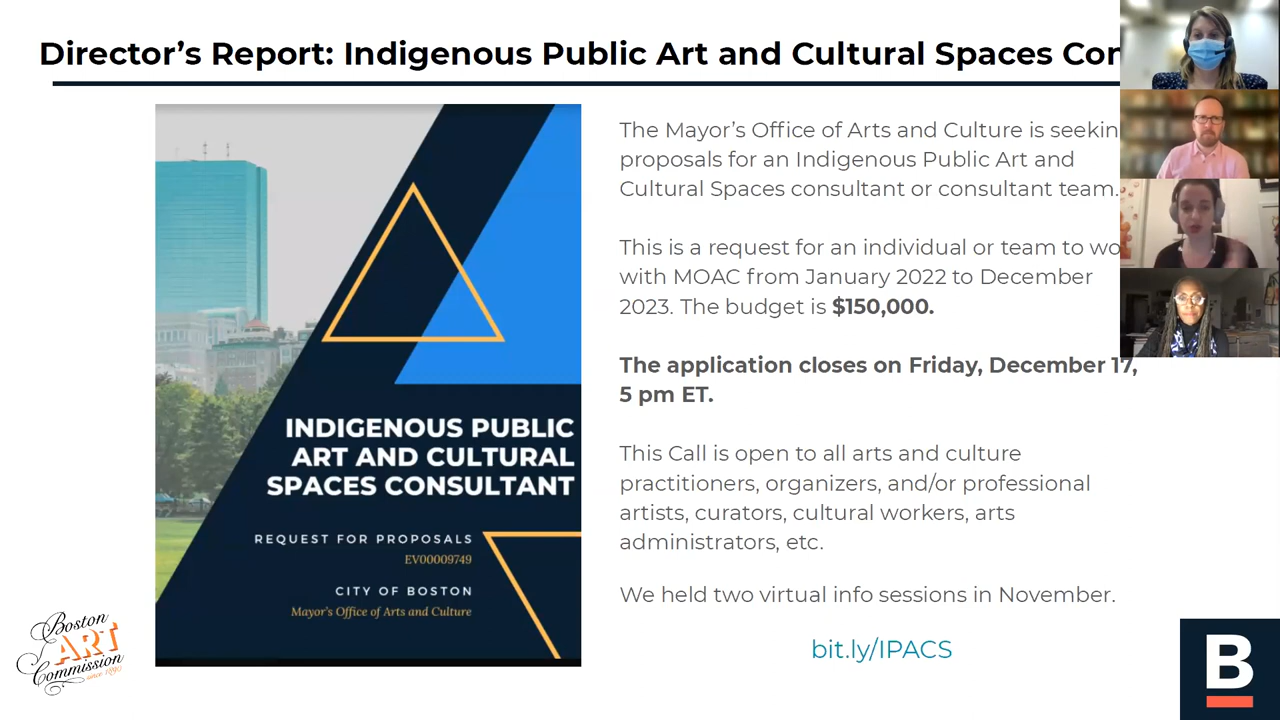 Director's Report: Indigenous Public Art and Cultural Spaces Con
The Mayor's Office of Arts and Culture is seekin
proposals for an Indigenous Public Art and
Cultural Spaces consultant or consultant team.
This is a request for an individual or team to wo
with MOAC from January 2022 to December
2023. The budget is $150,000.
The application closes on Friday, December 17,
5 pm ET.
This Call is open to all arts and culture
practitioners, organizers, and/or professional
artists, curators, cultural workers, arts
administrators, etc.
We held two virtual info sessions in November.
bit.ly/IPACS
INDIGENOUS PUBLIC
ART AND CULTURAL
SPACES CONSULTANT
REQUEST FOR PROPOSALS
EV00009749
CITY OF BOSTON
Mayor's Office of Arts and Culture
Boston
ART
Commission
since 1890
B